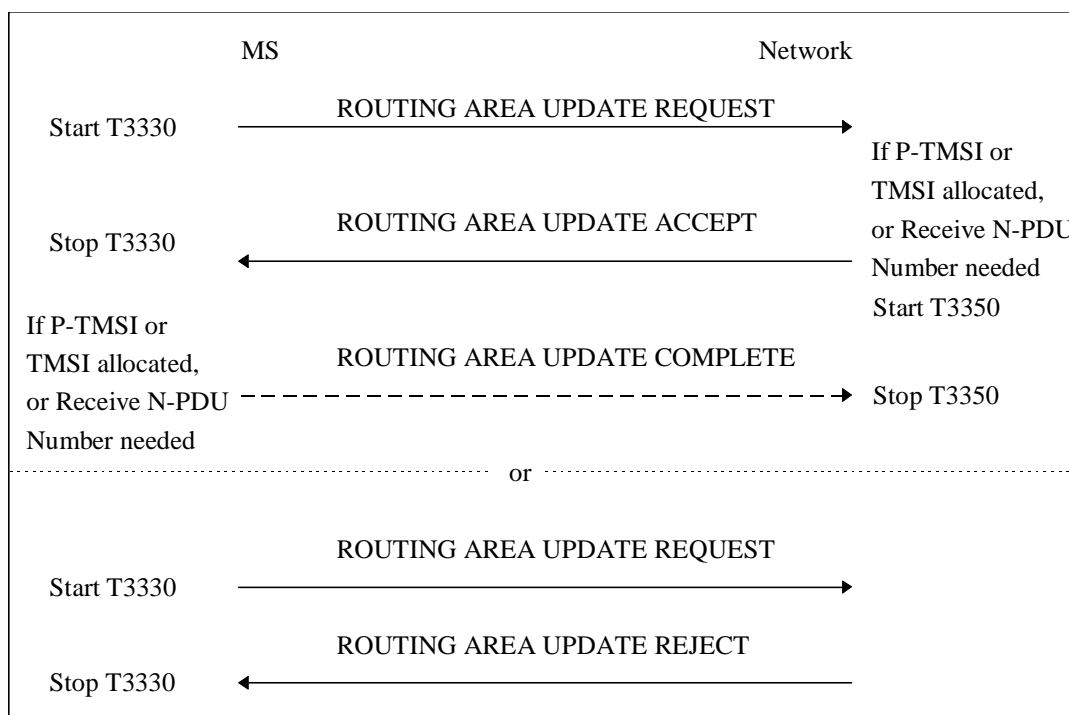 MS
Network
ROUTING AREA UPDATE REQUEST
Start T3330
If P-TMSI or
TMSI allocated,
or Receive N-PDU
Number needed
Start T3350
ROUTING AREA UPDATE ACCEPT
Stop T3330
If P-TMSI or
TMSI allocated,
or Receive N-PDU
Number needed
ROUTING AREA UPDATE COMPLETE
Stop T3350
or
ROUTING AREA UPDATE REQUEST
Start T3330
ROUTING AREA UPDATE REJECT
Stop T3330